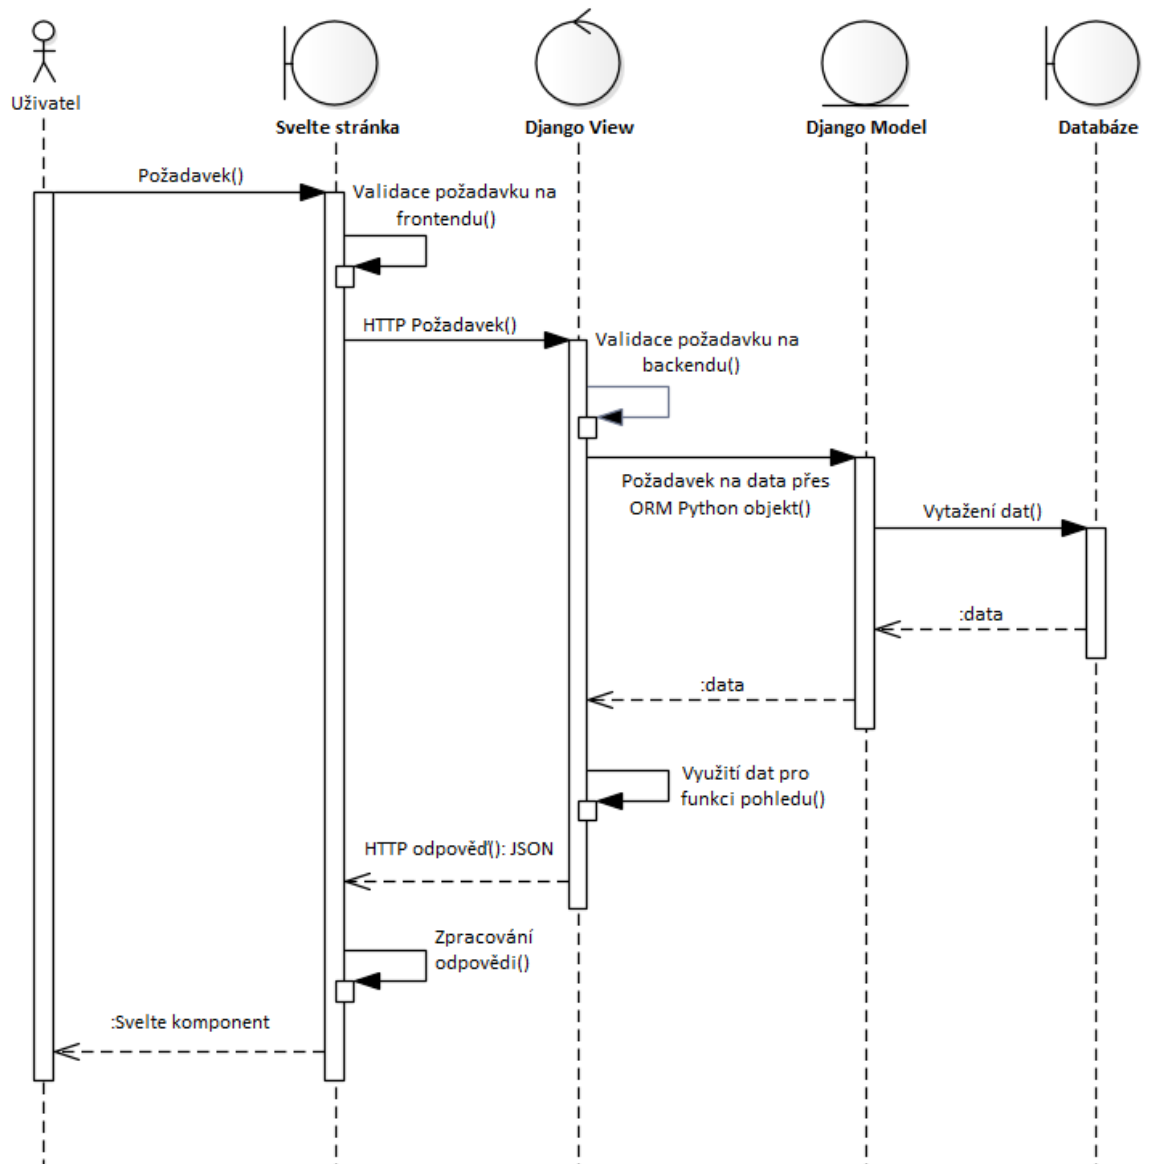 Uživatel
Svelte stránka
Django View
Django Model
Databáze
Požadavek()
Validace požadavku na
frontendu()
HTTP Požadavek()
Validace požadavku na
backendu()
Požadavek na data přes
ORM Python objekt()
Vytažení dat()
:data
:data
Využití dat pro
funkci pohledu()
HTTP odpověď(): JSON
Zpracování
odpovědi()
:Svelte komponent